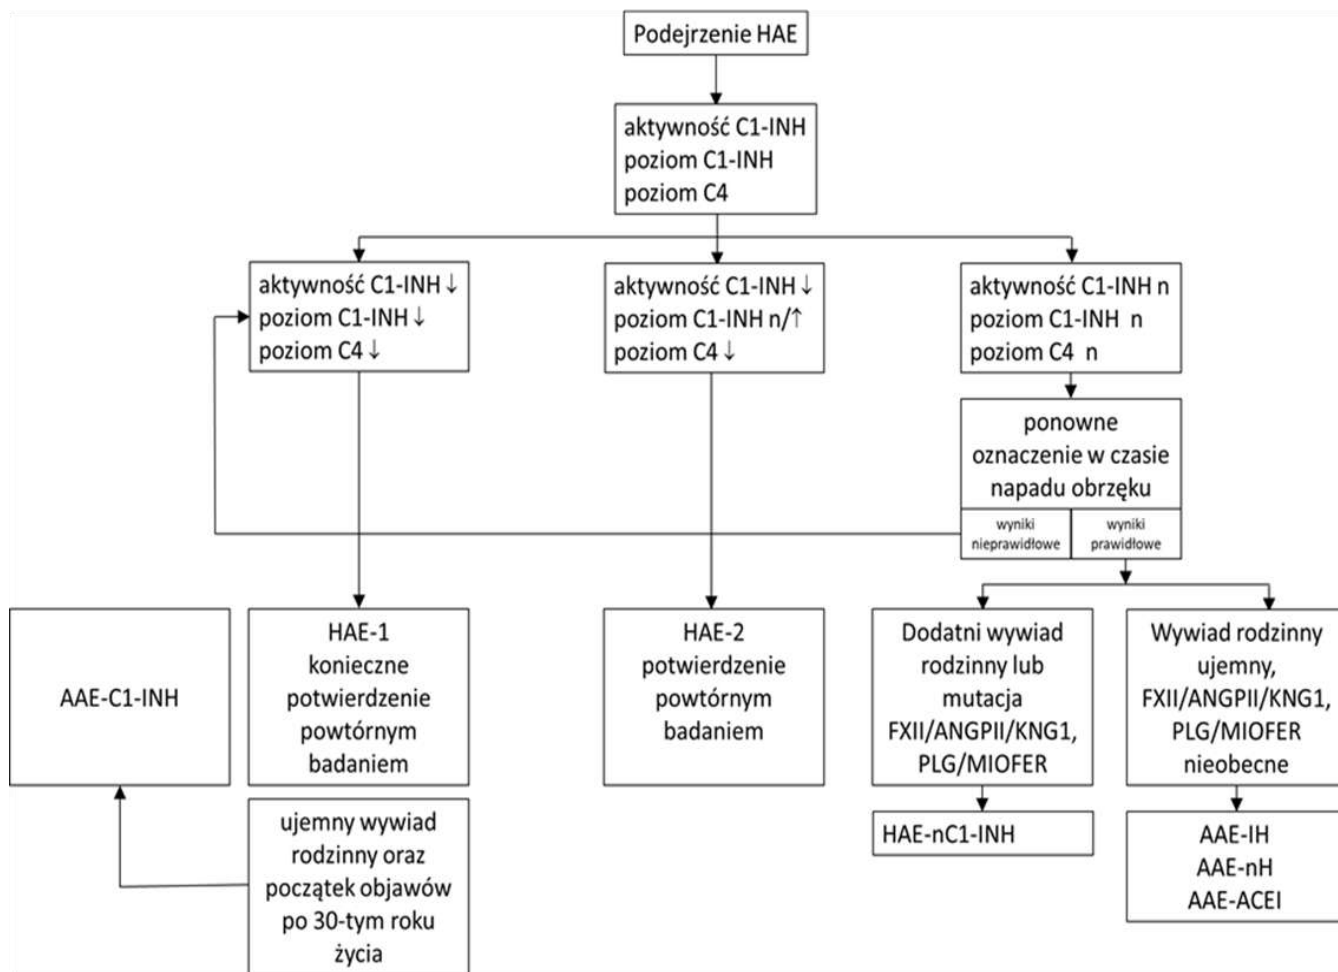 Podejrzenie HAE
aktywność C1-INH
poziom C1-INH
poziom C4
aktywność C1-INH ↓
poziom C1-INH ↓
poziom C4 ↓
aktywność C1-INH ↓
poziom C1-INH n/↑
poziom C4 ↓
aktywność C1-INH n
poziom C1-INH n
poziom C4 n
ponowne
oznaczenie w czasie
napadu obrzęku
wyniki
nieprawidłowe
wyniki
prawidłowe
AAE-C1-INH
HAE-1
konieczne
potwierdzenie
powtórnym
badaniem
HAE-2
potwierdzenie
powtórnym
badaniem
Dodatni wywiad
rodzinny lub
mutacja
FXII/ANGPII/KNG1,
PLG/MIOFER
Wywiad rodzinny
ujemny,
FXII/ANGPII/KNG1,
PLG/MIOFER
nieobecne
ujemny wywiad
rodzinny oraz
początek objawów
po 30-tym roku
życia
HAE-nC1-INH
AAE-IH
AAE-nH
AAE-ACEI